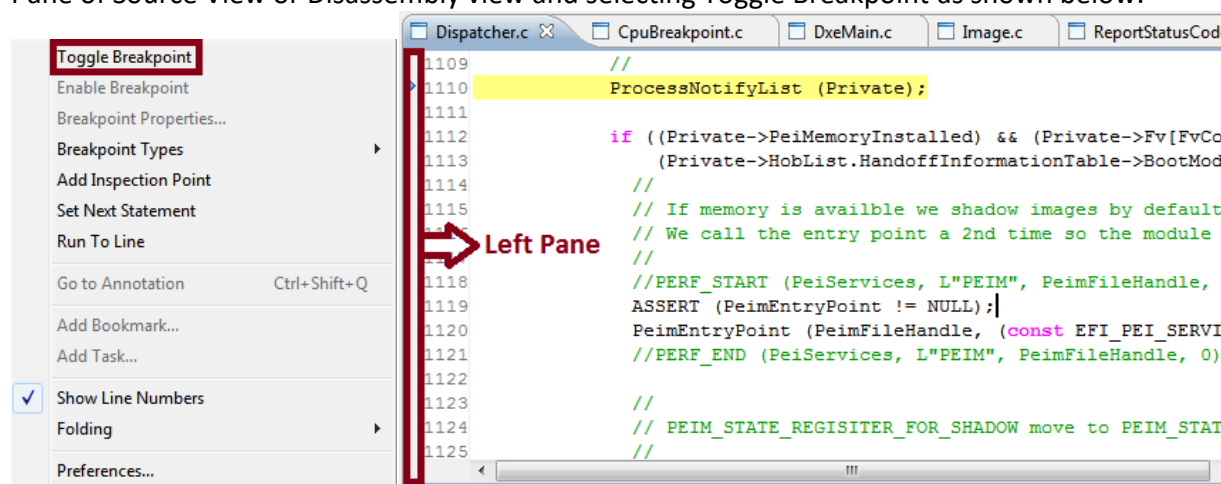 Pane of Source View or Disassembly View and selecting Toggle Breakpoint as shown below:
Toggle Breakpoint
Enable Breakpoint
Breakpoint Properties...
Breakpoint Types
Add Inspection Point
Set Next Statement
Run To Line
Go to Annotation Ctrl+Shift+Q
Add Bookmark...
Add Task...
Show Line Numbers
Folding
Preferences...
Dispatcher.c CpuBreakpoint.c DxeMain.c Image.c ReportStatusCod
1109 //
1110 ProcessNotifyList (Private);
1111
1112 if ((Private->PeiMemoryInstalled) && (Private->Fv[FvCo
1113 (Private->HobList.HandoffInformationTable->BootMod
1114 //
1115 // If memory is availble we shadow images by default
// We call the entry point a 2nd time so the module
Left Pane
//
1118 //PERF_START (PeiServices, L"PEIM", PeimFileHandle,
1119 ASSERT (PeimEntryPoint != NULL);
1120 PeimEntryPoint (PeimFileHandle, (const EFI_PEI_SERVI
1121 //PERF_END (PeiServices, L"PEIM", PeimFileHandle, 0)
1122
1123 //
1124 // PEIM_STATE_REGISITER_FOR_SHADOW move to PEIM_STAT
1125 //